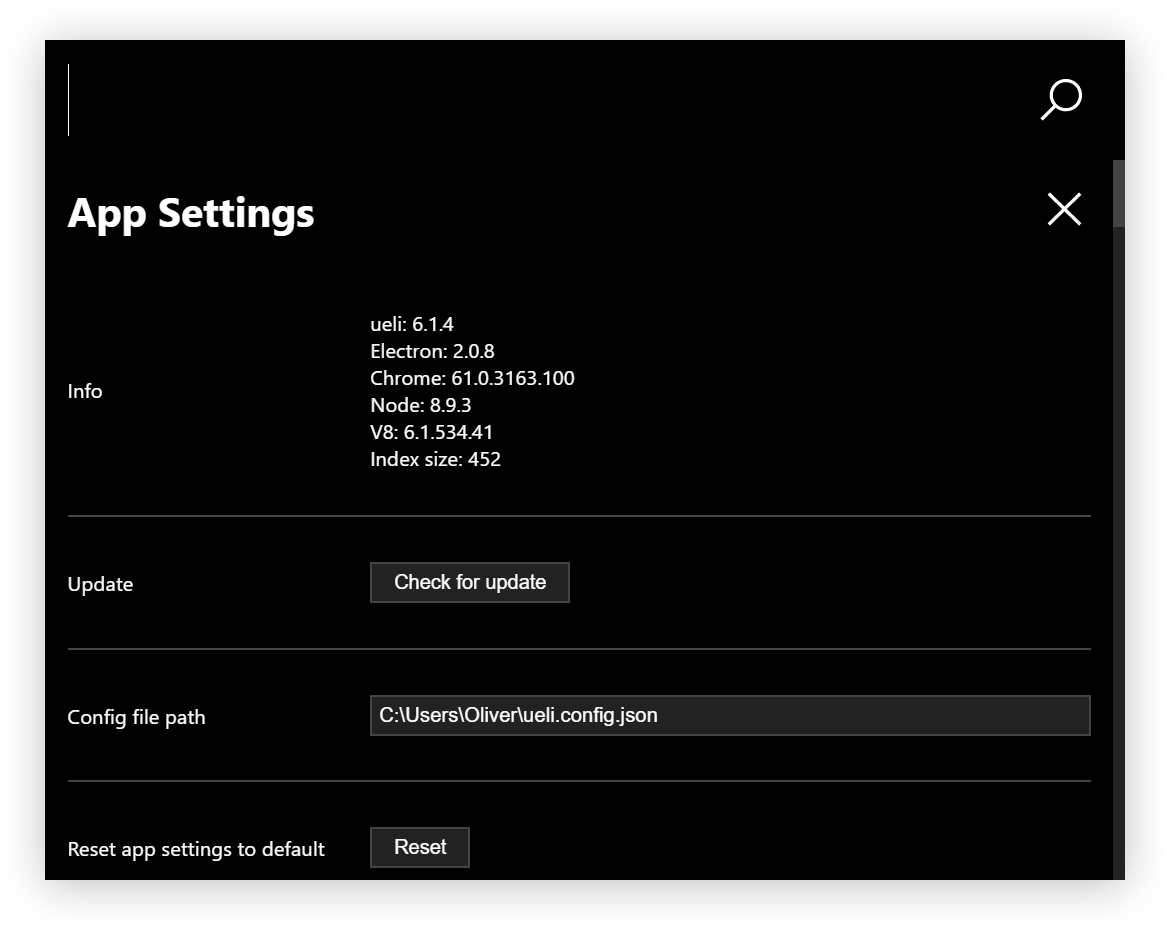 App Settings
Info
ueli: 6.1.4
Electron: 2.0.8
Chrome: 61.0.3163.100
Node: 8.9.3
V8: 6.1.534.41
Index size: 452
Update
Check for update
Config file path
C:\Users\Oliver\ueli.config.json
Reset app settings to default
Reset